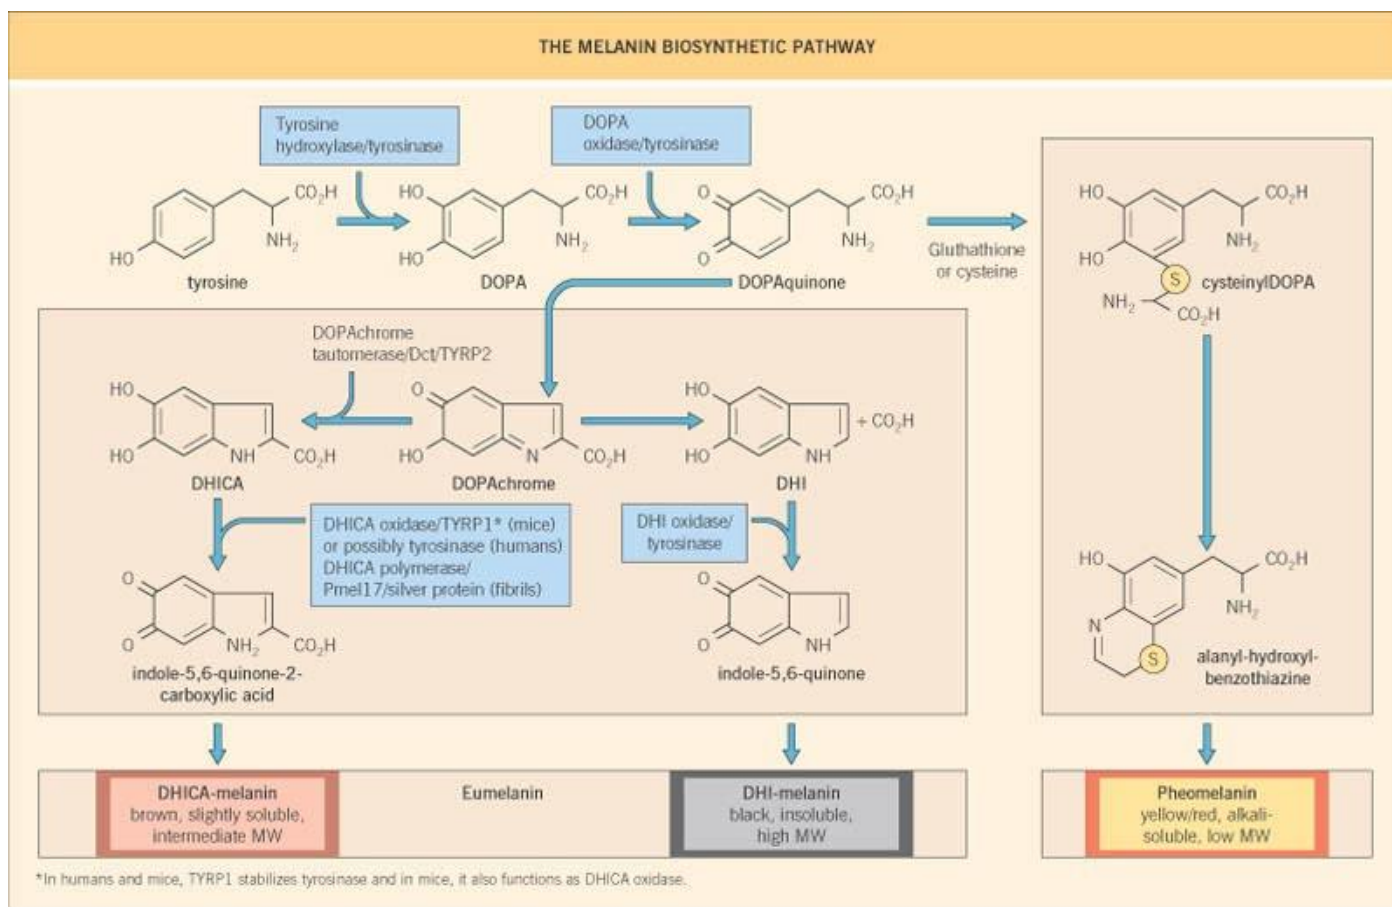 THE MELANIN BIOSYNTHETIC PATHWAY
Tyrosine
hydroxylase/tyrosinase
DOPA
oxidase/tyrosinase
HO
CO₂H
NH₂
tyrosine
HO
HO
CO₂H
NH₂
DOPA
O
O
CO₂H
NH₂
DOPAquinone
Gluthathione
or cysteine
HO
HO
CO₂H
NH₂
S
NH₂
CO₂H
cysteinylDOPA
DOPAchrome
tautomerase/Dct/TYRP2
HO
HO
NH
CO₂H
DHICA
O
HO
N
CO₂H
DOPAchrome
HO
HO
NH
+ CO₂H
DHI
DHICA oxidase/TYRP1* (mice)
or possibly tyrosinase (humans)
DHICA polymerase/
Pmel17/silver protein (fibrils)
DHI oxidase/
tyrosinase
O
O
NH₂
CO₂H
indole-5,6-quinone-2-
carboxylic acid
O
O
NH
indole-5,6-quinone
HO
CO₂H
NH₂
N
S
alanyl-hydroxyl-
benzothiazine
DHICA-melanin
brown, slightly soluble,
intermediate MW
Eumelanin
DHI-melanin
black, insoluble,
high MW
Pheomelanin
yellow/red, alkali-
soluble, low MW
*In humans and mice, TYRP1 stabilizes tyrosinase and in mice, it also functions as DHICA oxidase.